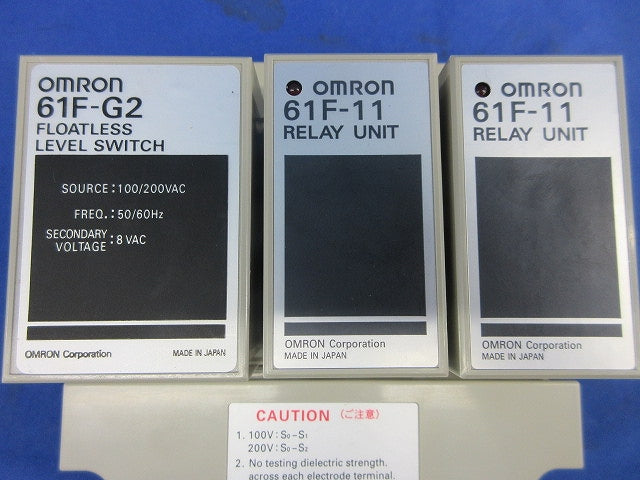 OMRON
61F-G2
FLOATLESS
LEVEL SWITCH
SOURCE: 100/200VAC
FREQ.: 50/60Hz
SECONDARY VOLTAGE: 8 VAC
OMRON Corporation MADE IN JAPAN
OMRON
61F-11
RELAY UNIT
OMRON Corporation
MADE IN JAPAN
OMRON
61F-11
RELAY UNIT
OMRON Corporation
MADE IN JAPAN
CAUTION (ご注意)
1. 100V: S0-S1
200V: S0-S2
2. No testing dielectric strength.
across each electrode terminal.